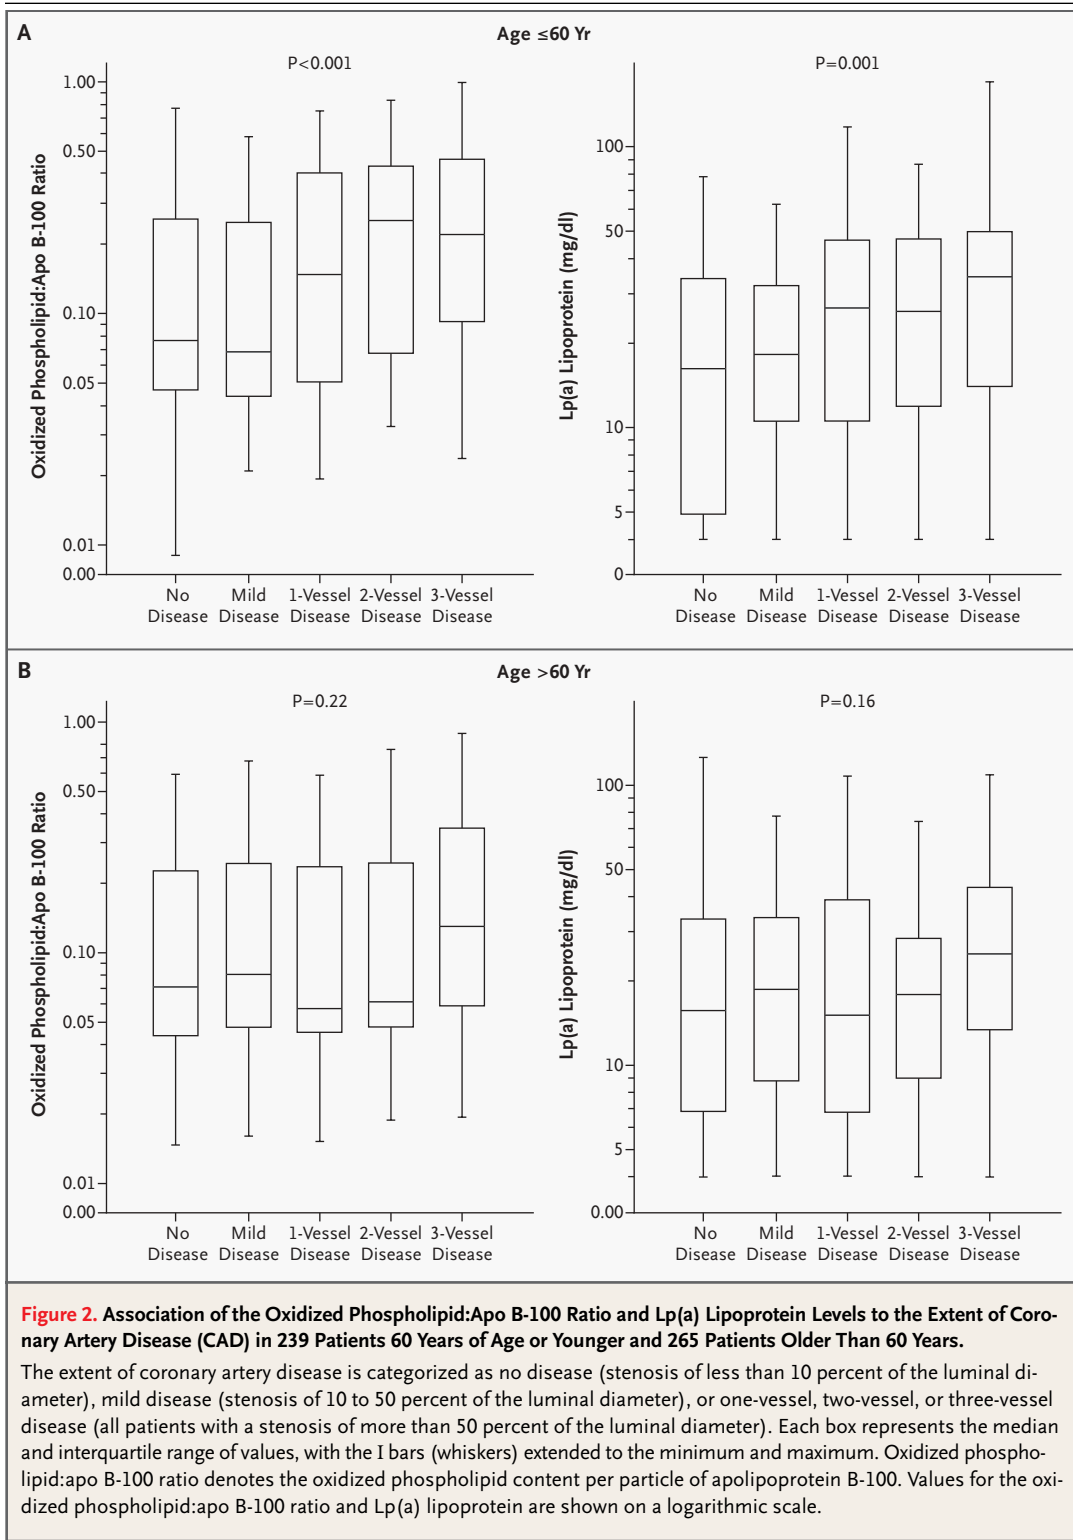 A
Age ≤60 Yr
P<0.001
Oxidized Phospholipid:Apo B-100 Ratio
1.00
0.50
0.10
0.05
0.01
0.00
No Disease
Mild Disease
1-Vessel Disease
2-Vessel Disease
3-Vessel Disease
P=0.001
Lp(a) Lipoprotein (mg/dl)
100
50
10
5
0
No Disease
Mild Disease
1-Vessel Disease
2-Vessel Disease
3-Vessel Disease
B
Age >60 Yr
P=0.22
Oxidized Phospholipid:Apo B-100 Ratio
1.00
0.50
0.10
0.05
0.01
0.00
No Disease
Mild Disease
1-Vessel Disease
2-Vessel Disease
3-Vessel Disease
P=0.16
Lp(a) Lipoprotein (mg/dl)
100
50
10
5
0.00
No Disease
Mild Disease
1-Vessel Disease
2-Vessel Disease
3-Vessel Disease
Figure 2. Association of the Oxidized Phospholipid:Apo B-100 Ratio and Lp(a) Lipoprotein Levels to the Extent of Coro-
nary Artery Disease (CAD) in 239 Patients 60 Years of Age or Younger and 265 Patients Older Than 60 Years.
The extent of coronary artery disease is categorized as no disease (stenosis of less than 10 percent of the luminal di-
ameter), mild disease (stenosis of 10 to 50 percent of the luminal diameter), or one-vessel, two-vessel, or three-vessel
disease (all patients with a stenosis of more than 50 percent of the luminal diameter). Each box represents the median
and interquartile range of values, with the I bars (whiskers) extended to the minimum and maximum. Oxidized phospho-
lipid:apo B-100 ratio denotes the oxidized phospholipid content per particle of apolipoprotein B-100. Values for the oxi-
dized phospholipid:apo B-100 ratio and Lp(a) lipoprotein are shown on a logarithmic scale.